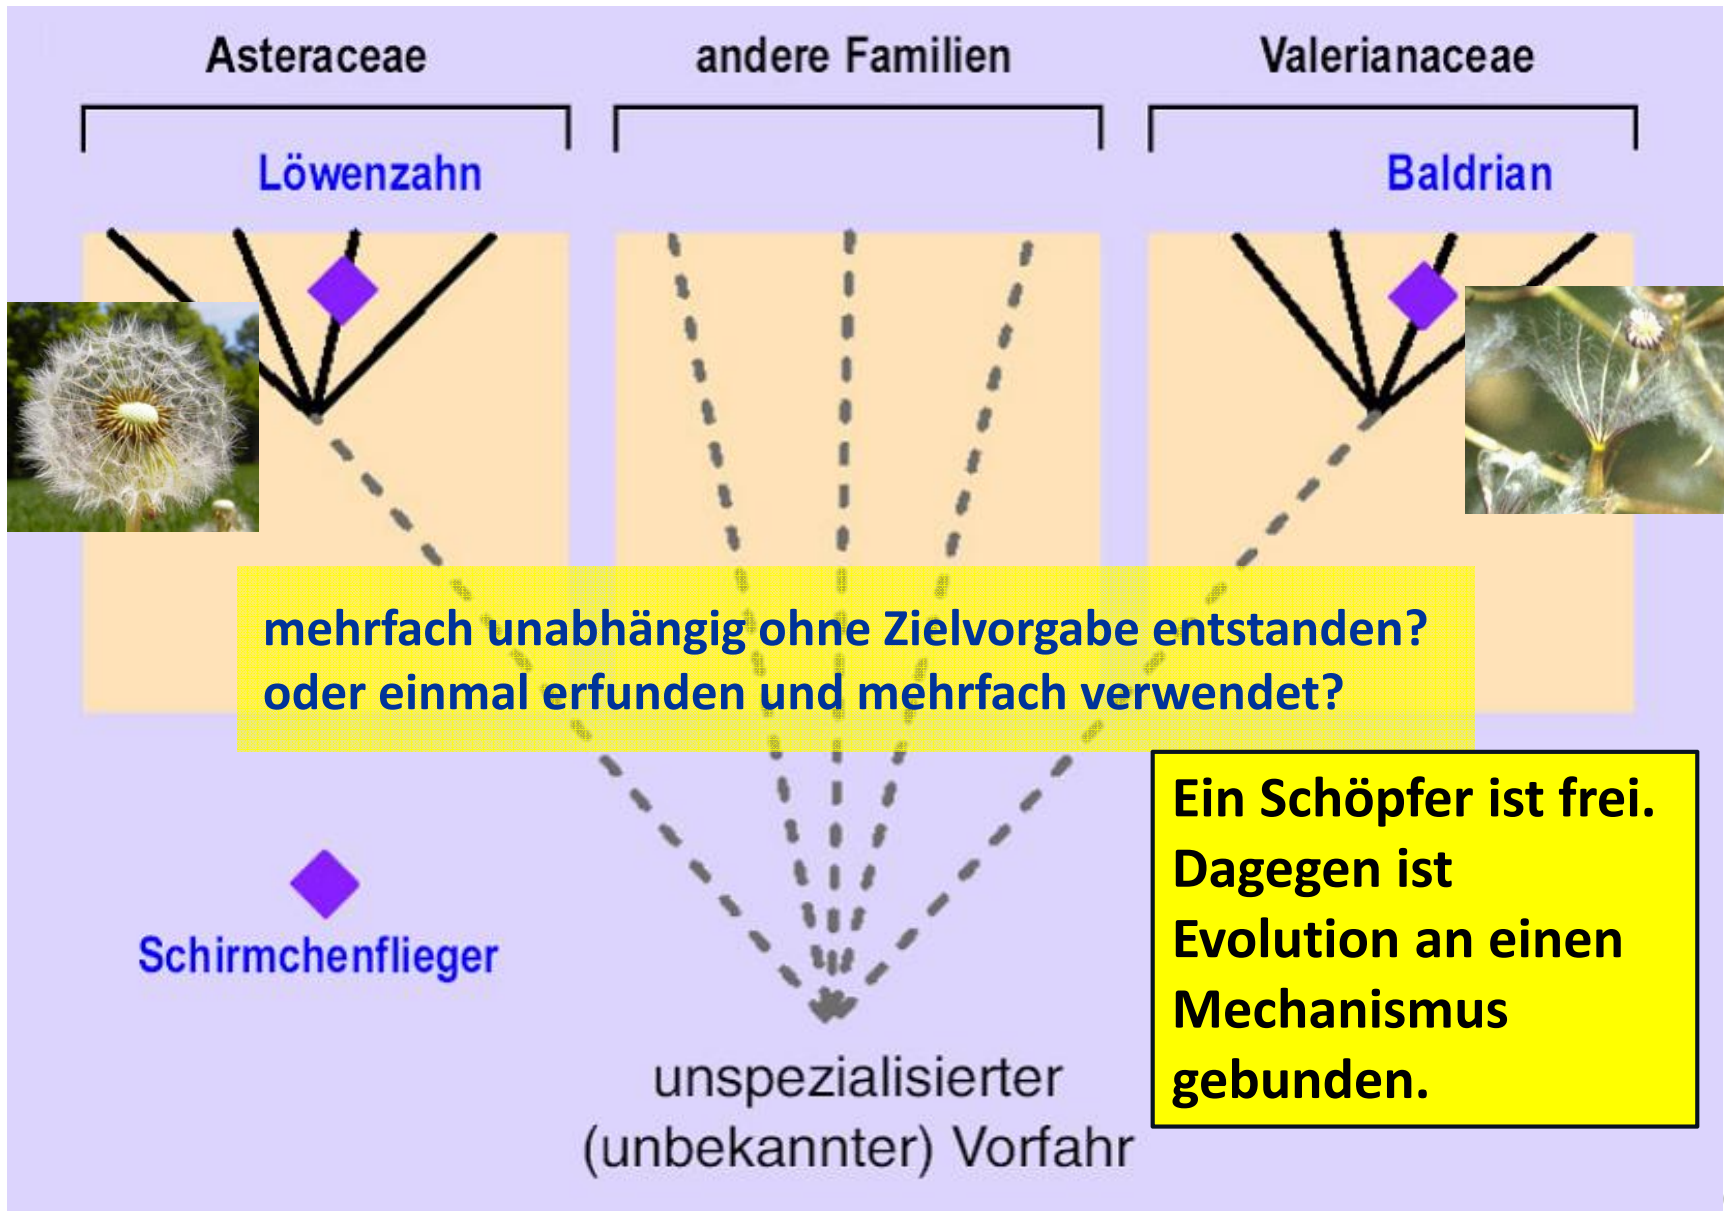 Asteraceae
andere Familien
Valerianaceae
Löwenzahn
Baldrian
mehrfach unabhängig ohne Zielvorgabe entstanden?
oder einmal erfunden und mehrfach verwendet?
Ein Schöpfer ist frei.
Dagegen ist
Evolution an einen
Mechanismus
gebunden.
Schirmchenflieger
unspezialisierter
(unbekannter) Vorfahr